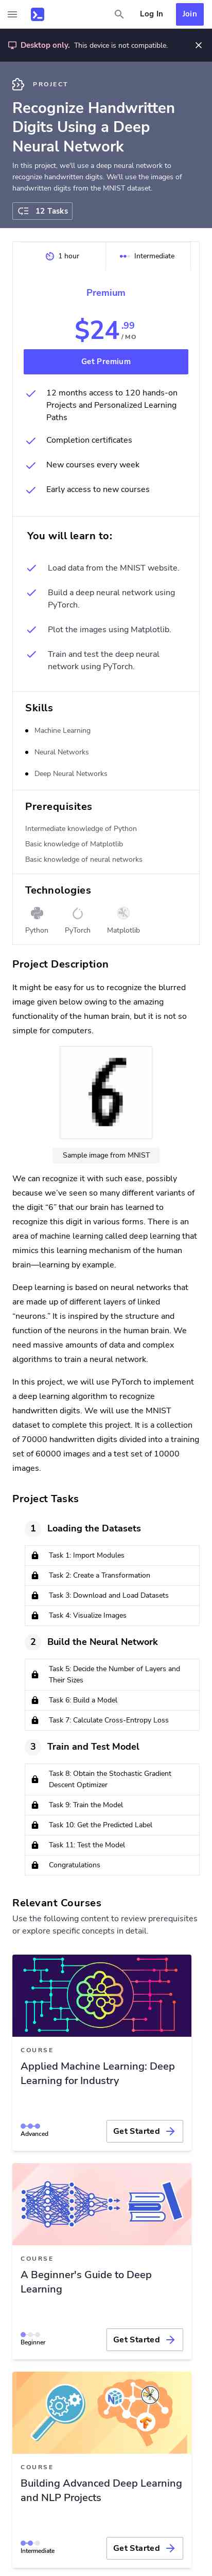 Log In
Join
Desktop only. This device is not compatible.
PROJECT
Recognize Handwritten
Digits Using a Deep
Neural Network
In this project, we'll use a deep neural network to
recognize handwritten digits. We'll use the images of
handwritten digits from the MNIST dataset.
12 Tasks
1 hour
Intermediate
Premium
$24.99
/ MO
Get Premium
12 months access to 120 hands-on
Projects and Personalized Learning
Paths
Completion certificates
New courses every week
Early access to new courses
You will learn to:
Load data from the MNIST website.
Build a deep neural network using
PyTorch.
Plot the images using Matplotlib.
Train and test the deep neural
network using PyTorch.
Skills
Machine Learning
Neural Networks
Deep Neural Networks
Prerequisites
Intermediate knowledge of Python
Basic knowledge of Matplotlib
Basic knowledge of neural networks
Technologies
Python
PyTorch
Matplotlib
Project Description
It might be easy for us to recognize the blurred
image given below owing to the amazing
functionality of the human brain, but it is not so
simple for computers.
6
Sample image from MNIST
We can recognize it with such ease, possibly
because we've seen so many different variants of
the digit "6" that our brain has learned to
recognize this digit in various forms. There is an
area of machine learning called deep learning that
mimics this learning mechanism of the human
brain—learning by example.
Deep learning is based on neural networks that
are made up of different layers of linked
"neurons." It is inspired by the structure and
function of the neurons in the human brain. We
need massive amounts of data and complex
algorithms to train a neural network.
In this project, we will use PyTorch to implement
a deep learning algorithm to recognize
handwritten digits. We will use the MNIST
dataset to complete this project. It is a collection
of 70000 handwritten digits divided into a training
set of 60000 images and a test set of 10000
images.
Project Tasks
1 Loading the Datasets
Task 1: Import Modules
Task 2: Create a Transformation
Task 3: Download and Load Datasets
Task 4: Visualize Images
2 Build the Neural Network
Task 5: Decide the Number of Layers and
Their Sizes
Task 6: Build a Model
Task 7: Calculate Cross-Entropy Loss
3 Train and Test Model
Task 8: Obtain the Stochastic Gradient
Descent Optimizer
Task 9: Train the Model
Task 10: Get the Predicted Label
Task 11: Test the Model
Congratulations
Relevant Courses
Use the following content to review prerequisites
or explore specific concepts in detail.
COURSE
Applied Machine Learning: Deep
Learning for Industry
Advanced
Get Started
COURSE
A Beginner's Guide to Deep
Learning
Beginner
Get Started
COURSE
Building Advanced Deep Learning
and NLP Projects
Intermediate
Get Started